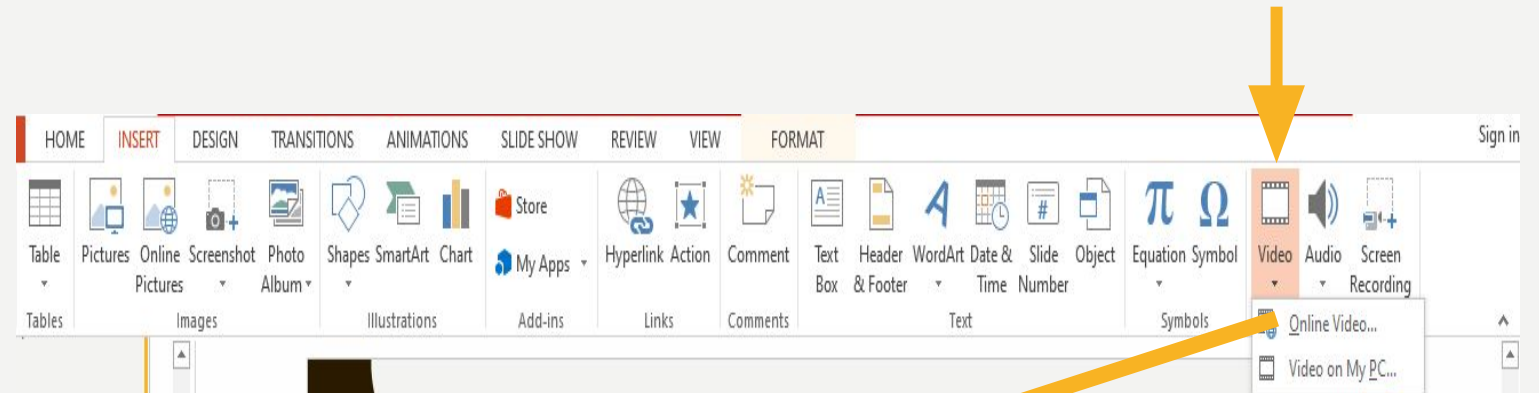 HOME INSERT DESIGN TRANSITIONS ANIMATIONS SLIDE SHOW REVIEW VIEW FORMAT Sign in
Table Pictures Online Pictures Screenshot Photo Album Shapes SmartArt Chart Store My Apps Hyperlink Action Comment Text Box Header & Footer WordArt Date & Time Slide Number Object Equation Symbol Video Audio Screen Recording
Tables Images Illustrations Add-ins Links Comments Text Symbols
Online Video...
Video on My PC...